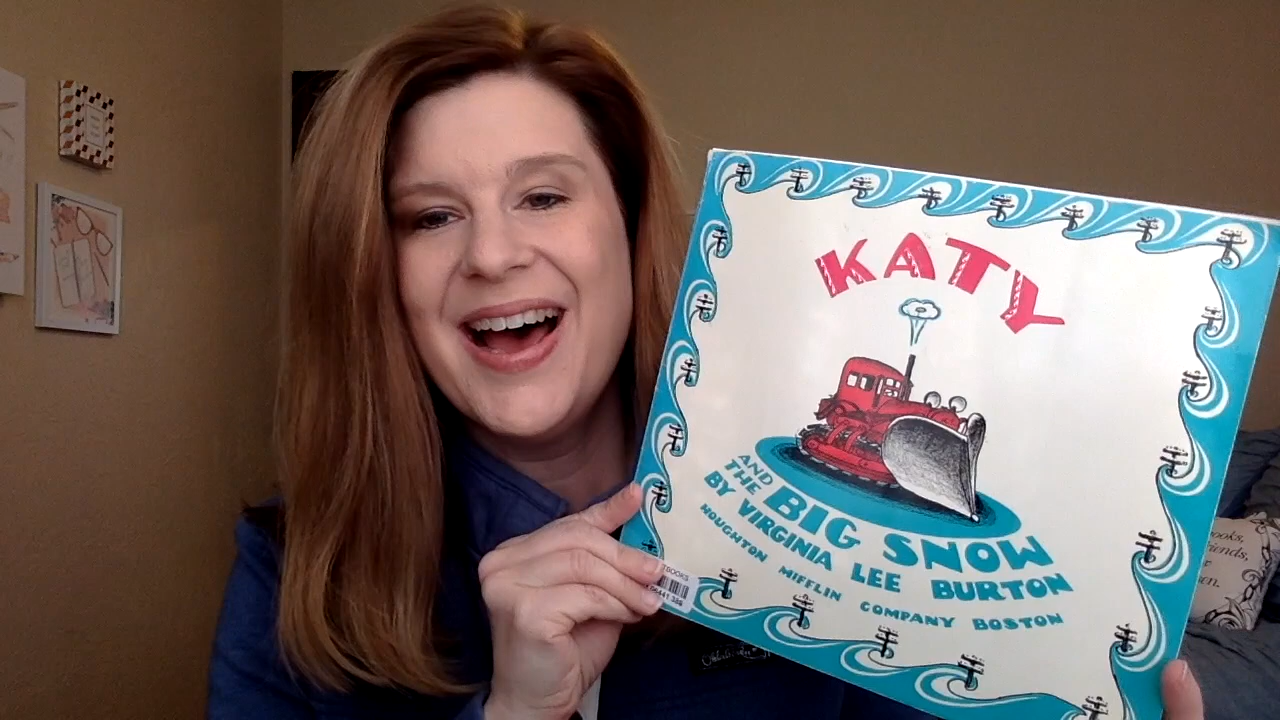 KATY
AND
THE
BIG SNOW
BY VIRGINIA LEE BURTON
HOUGHTON MIFFLIN COMPANY BOSTON